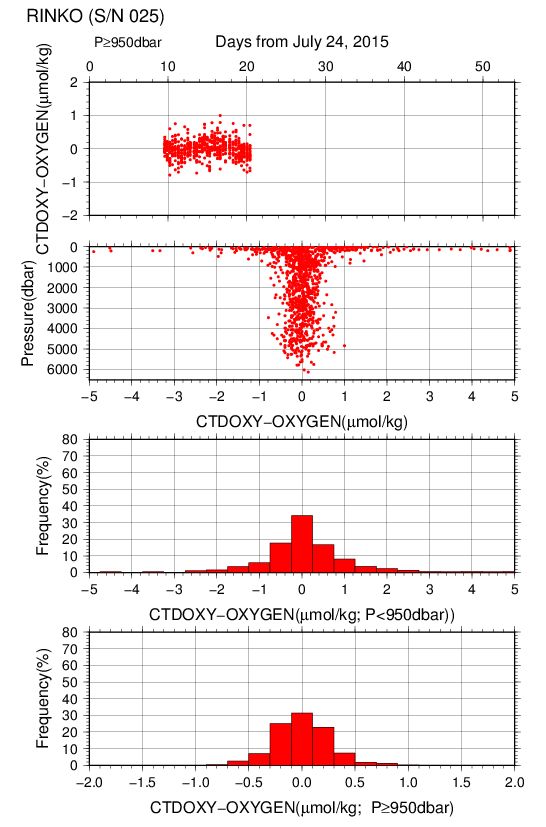 RINKO (S/N 025)
P≥950dbar
Days from July 24, 2015
0 10 20 30 40 50
CTDOXY−OXYGEN(μmol/kg)
2
1
0
−1
−2
Pressure(dbar)
0
1000
2000
3000
4000
5000
6000
−5 −4 −3 −2 −1 0 1 2 3 4 5
CTDOXY−OXYGEN(μmol/kg)
Frequency(%)
80
70
60
50
40
30
20
10
0
−5 −4 −3 −2 −1 0 1 2 3 4 5
CTDOXY−OXYGEN(μmol/kg; P<950dbar))
Frequency(%)
80
70
60
50
40
30
20
10
0
−2.0 −1.5 −1.0 −0.5 0.0 0.5 1.0 1.5 2.0
CTDOXY−OXYGEN(μmol/kg; P≥950dbar)